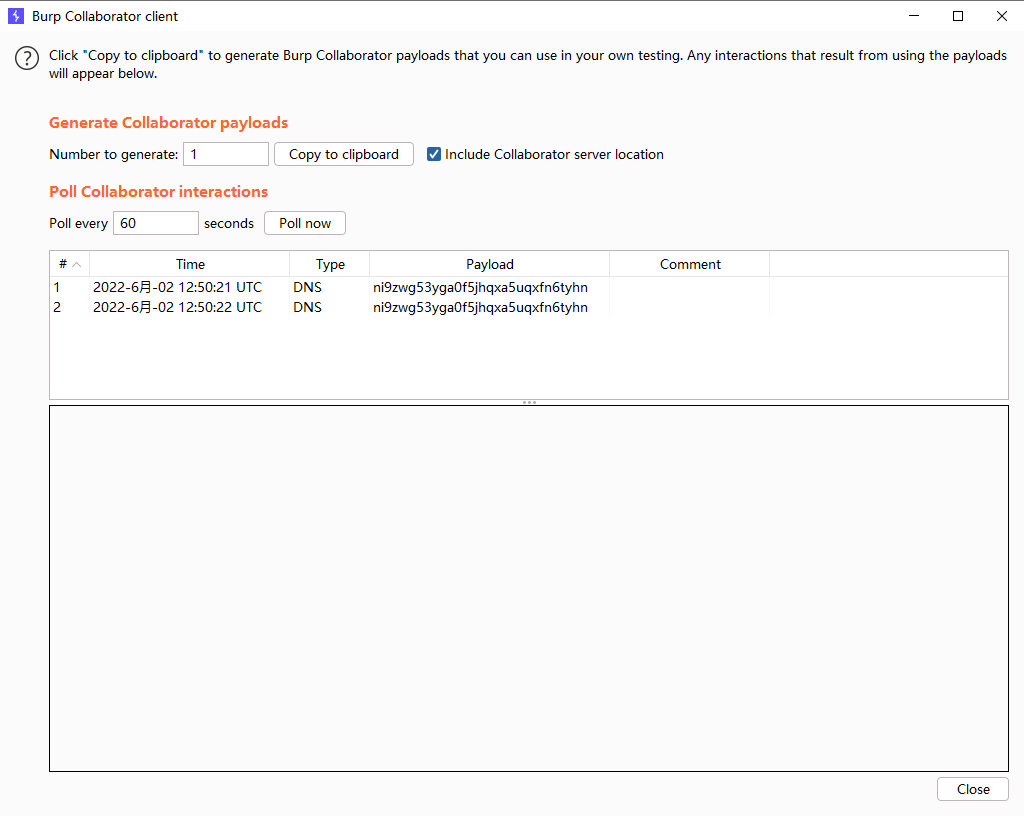 Burp Collaborator client
Click "Copy to clipboard" to generate Burp Collaborator payloads that you can use in your own testing. Any interactions that result from using the payloads
will appear below.
Generate Collaborator payloads
Number to generate: 1 Copy to clipboard Include Collaborator server location
Poll Collaborator interactions
Poll every 60 seconds Poll now
# Time Type Payload Comment
1 2022-6月-02 12:50:21 UTC DNS ni9zwg53yga0f5jhqxa5uqxfn6tyhn
2 2022-6月-02 12:50:22 UTC DNS ni9zwg53yga0f5jhqxa5uqxfn6tyhn
Close